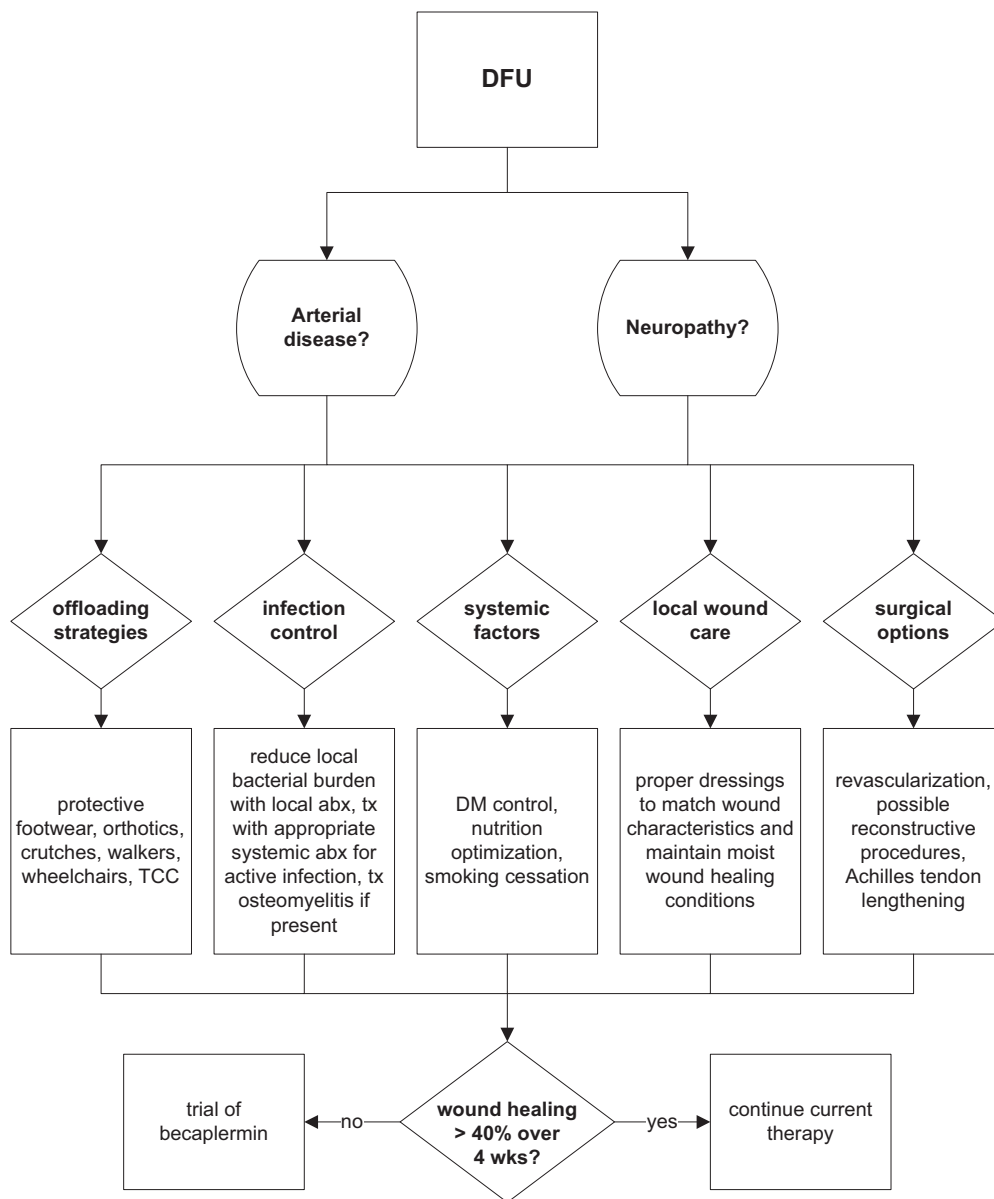 DFU
Arterial
disease?
Neuropathy?
offloading
strategies
infection
control
systemic
factors
local wound
care
surgical
options
protective
footwear, orthotics,
crutches, walkers,
wheelchairs, TCC
reduce local
bacterial burden
with local abx, tx
with appropriate
systemic abx for
active infection, tx
osteomyelitis if
present
DM control,
nutrition
optimization,
smoking cessation
proper dressings
to match wound
characteristics and
maintain moist
wound healing
conditions
revascularization,
possible
reconstructive
procedures,
Achilles tendon
lengthening
trial of
becaplermin
no
wound healing
> 40% over
4 wks?
yes
continue current
therapy